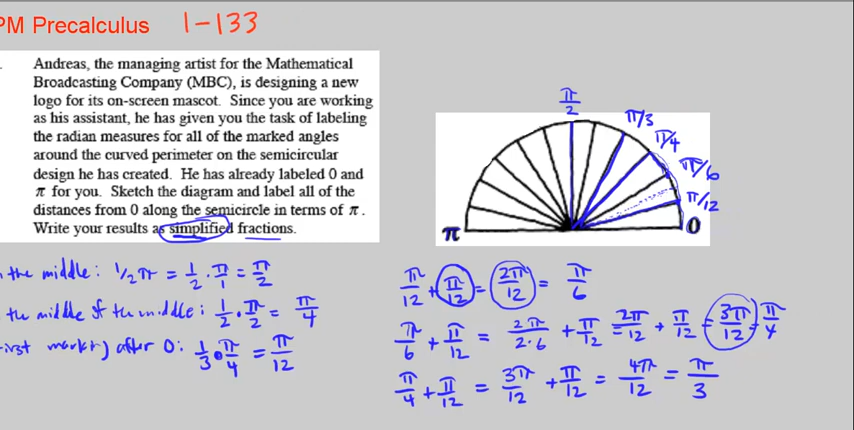 PM Precalculus 1-133
Andreas, the managing artist for the Mathematical
Broadcasting Company (MBC), is designing a new
logo for its on-screen mascot. Since you are working
as his assistant, he has given you the task of labeling
the radian measures for all of the marked angles
around the curved perimeter on the semicircular
design he has created. He has already labeled 0 and
π for you. Sketch the diagram and label all of the
distances from 0 along the semicircle in terms of π.
Write your results as simplified fractions.
π/2
π/3
π/4
π/6
π/12
π 0
the middle: 1/2 π = 1/2 · π/1 = π/2
the middle of the middle: 1/2 · π/2 = π/4
first marking after 0: 1/3 · π/4 = π/12
π/12 + π/12 = 2π/12 = π/6
π/6 + π/12 = 2π/2·6 + π/12 = 2π/12 + π/12 = 3π/12 = π/4
π/4 + π/12 = 3π/12 + π/12 = 4π/12 = π/3